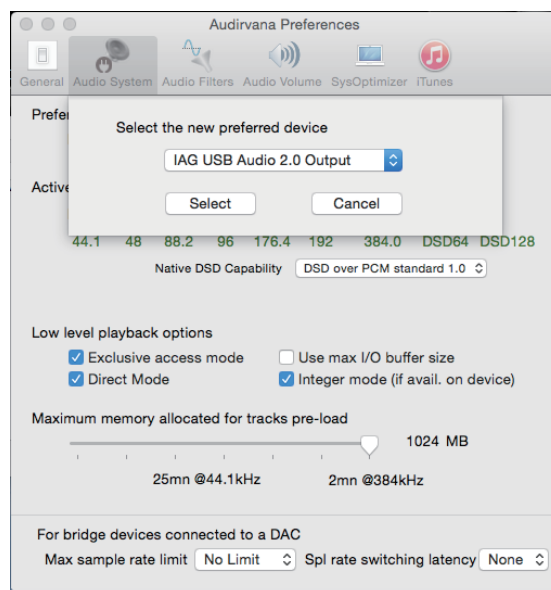 Audirvana Preferences
General Audio System Audio Filters Audio Volume SysOptimizer iTunes
Prefe
Select the new preferred device
IAG USB Audio 2.0 Output
Active
Select Cancel
44.1 48 88.2 96 176.4 192 384.0 DSD64 DSD128
Native DSD Capability DSD over PCM standard 1.0
Low level playback options
Exclusive access mode Use max I/O buffer size
Direct Mode Integer mode (if avail. on device)
Maximum memory allocated for tracks pre-load
1024 MB
25mn @44.1kHz 2mn @384kHz
For bridge devices connected to a DAC
Max sample rate limit No Limit Spl rate switching latency None